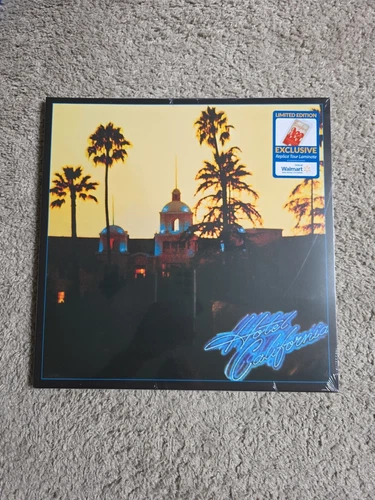 LIMITED EDITION
EXCLUSIVE
Replica Tour Laminate
Walmart
Hotel
California